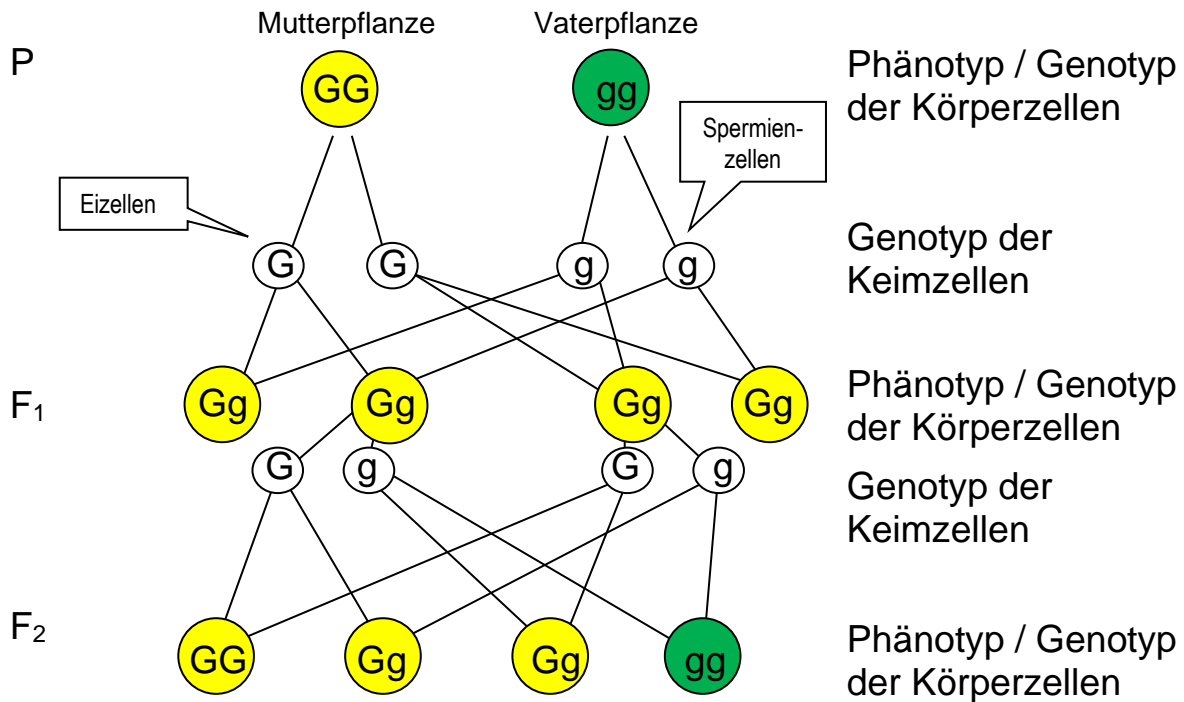 Mutterpflanze Vaterpflanze
P
GG gg
Phänotyp / Genotyp
der Körperzellen
Spermien-
zellen
Eizellen
G G g g
Genotyp der
Keimzellen
F1
Gg Gg Gg Gg
Phänotyp / Genotyp
der Körperzellen
G g G g
Genotyp der
Keimzellen
F2
GG Gg Gg gg
Phänotyp / Genotyp
der Körperzellen